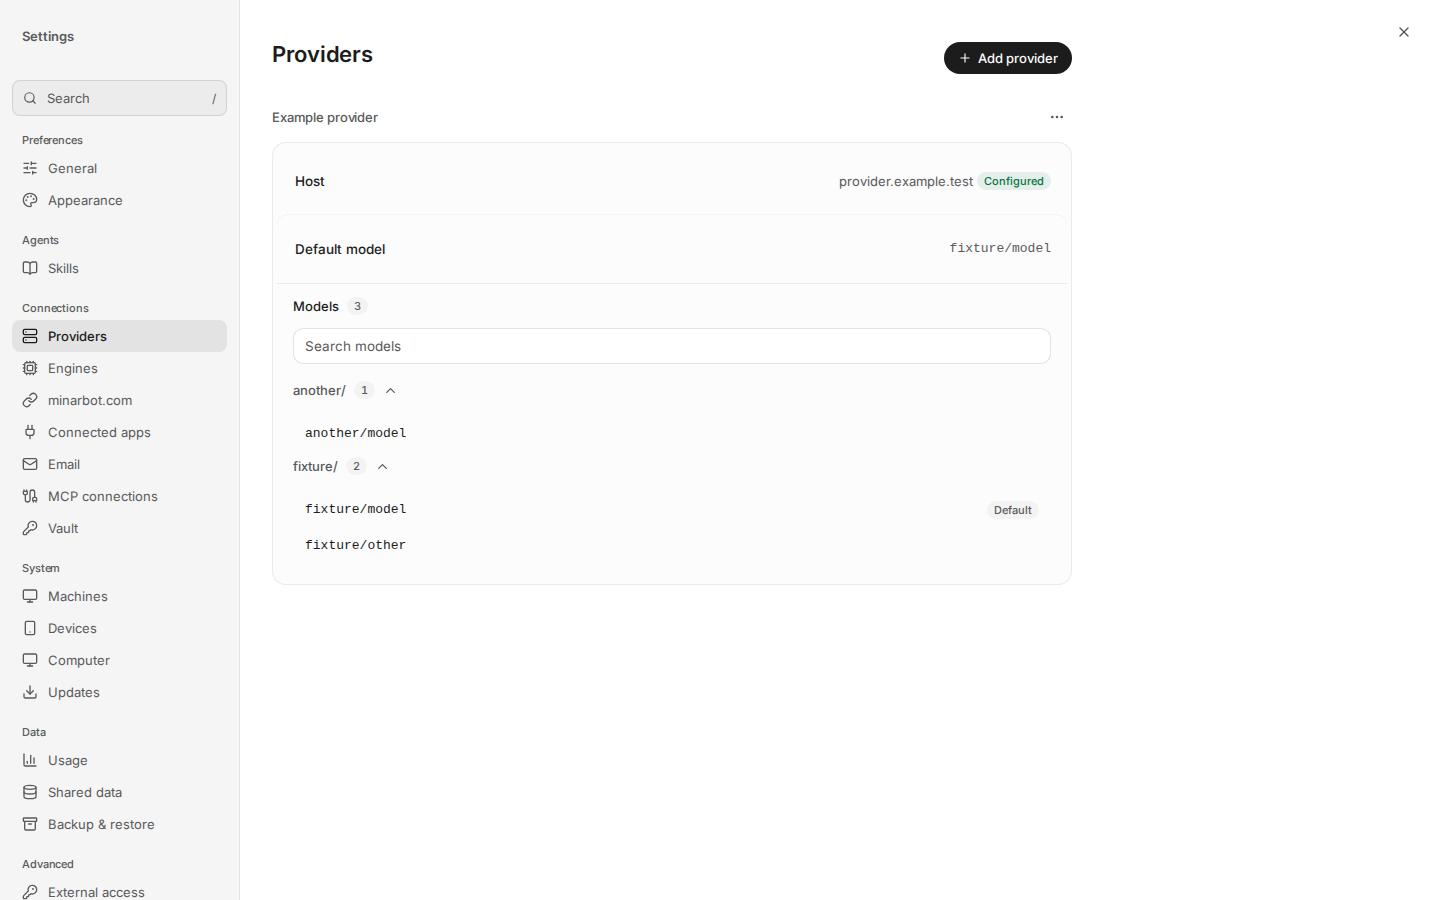 Settings
Search /
Preferences
General
Appearance
Agents
Skills
Connections
Providers
Engines
minarbot.com
Connected apps
Email
MCP connections
Vault
System
Machines
Devices
Computer
Updates
Data
Usage
Shared data
Backup & restore
Advanced
External access
Providers
Add provider
Example provider
Host provider.example.test Configured
Default model fixture/model
Models 3
Search models
another/ 1
another/model
fixture/ 2
fixture/model Default
fixture/other